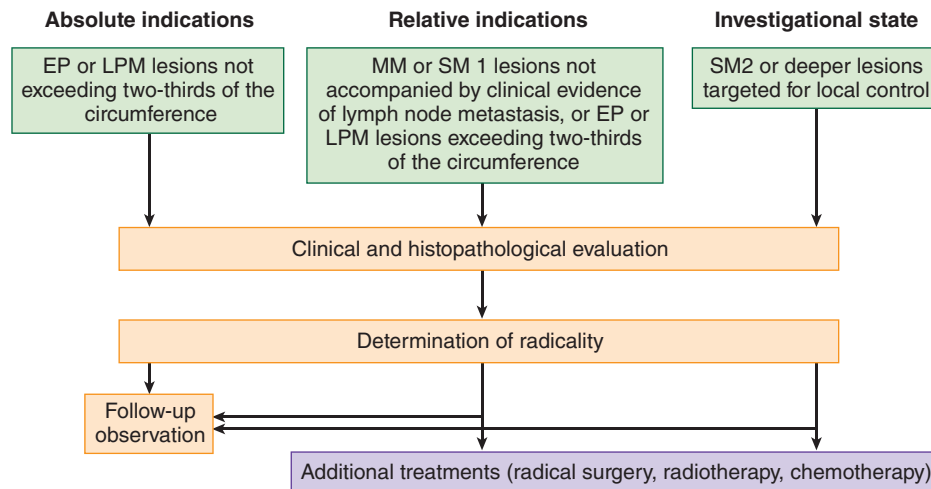 Absolute indications
EP or LPM lesions not
exceeding two-thirds of the
circumference
Relative indications
MM or SM 1 lesions not
accompanied by clinical evidence
of lymph node metastasis, or EP or
LPM lesions exceeding two-thirds
of the circumference
Investigational state
SM2 or deeper lesions
targeted for local control
Clinical and histopathological evaluation
Determination of radicality
Follow-up
observation
Additional treatments (radical surgery, radiotherapy, chemotherapy)